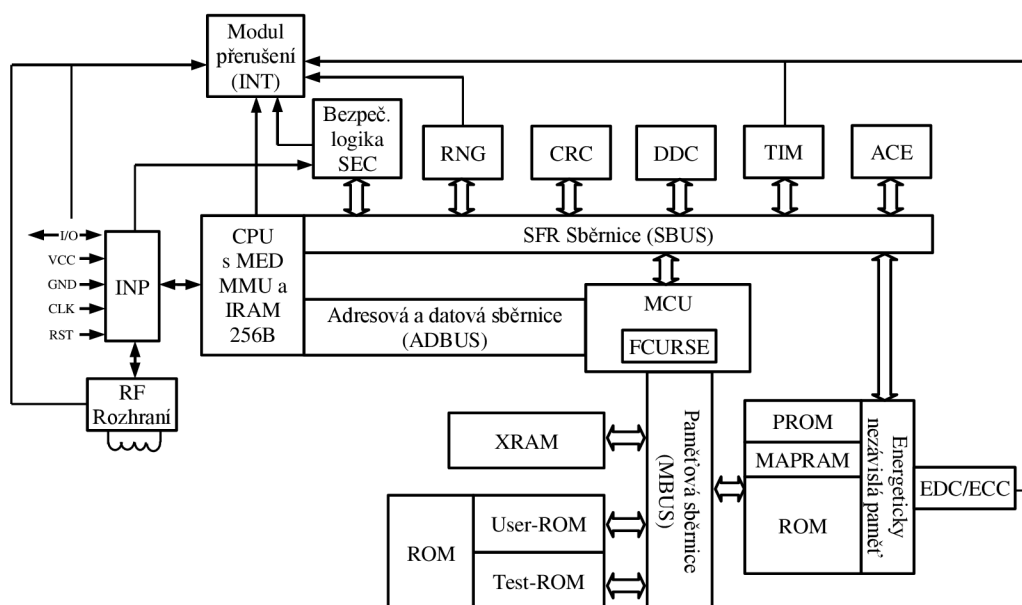 Modul
přerušení
(INT)
Bezpeč.
logika
SEC
RNG
CRC
DDC
TIM
ACE
I/O
VCC
GND
CLK
RST
INP
CPU
s MED
MMU a
IRAM
256B
SFR Sběrnice (SBUS)
Adresová a datová sběrnice
(ADBUS)
MCU
FCURSE
RF
Rozhraní
XRAM
Paměťová sběrnice
(MBUS)
PROM
MAPRAM
ROM
Energeticky
nezávislá paměť
EDC/ECC
ROM
User-ROM
Test-ROM